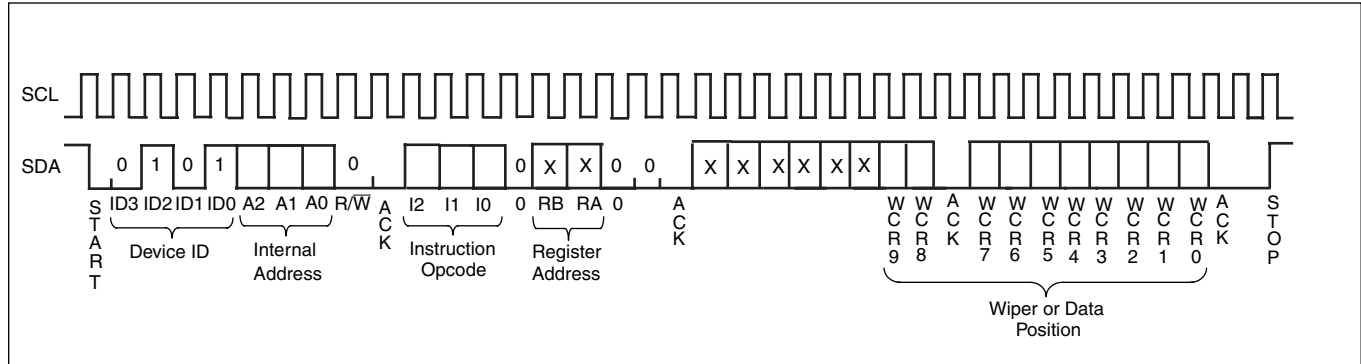 SCL
SDA
0 1 0 1 0 0 X X 0 0 X X X X X X
ID3 ID2 ID1 ID0 A2 A1 A0 R/W̅ I2 I1 I0 0 RB RA 0
START
ACK
ACK
WCR9
WCR8
ACK
WCR7
WCR6
WCR5
WCR4
WCR3
WCR2
WCR1
WCR0
ACK
STOP
Device ID
Internal
Address
Instruction
Opcode
Register
Address
Wiper or Data
Position